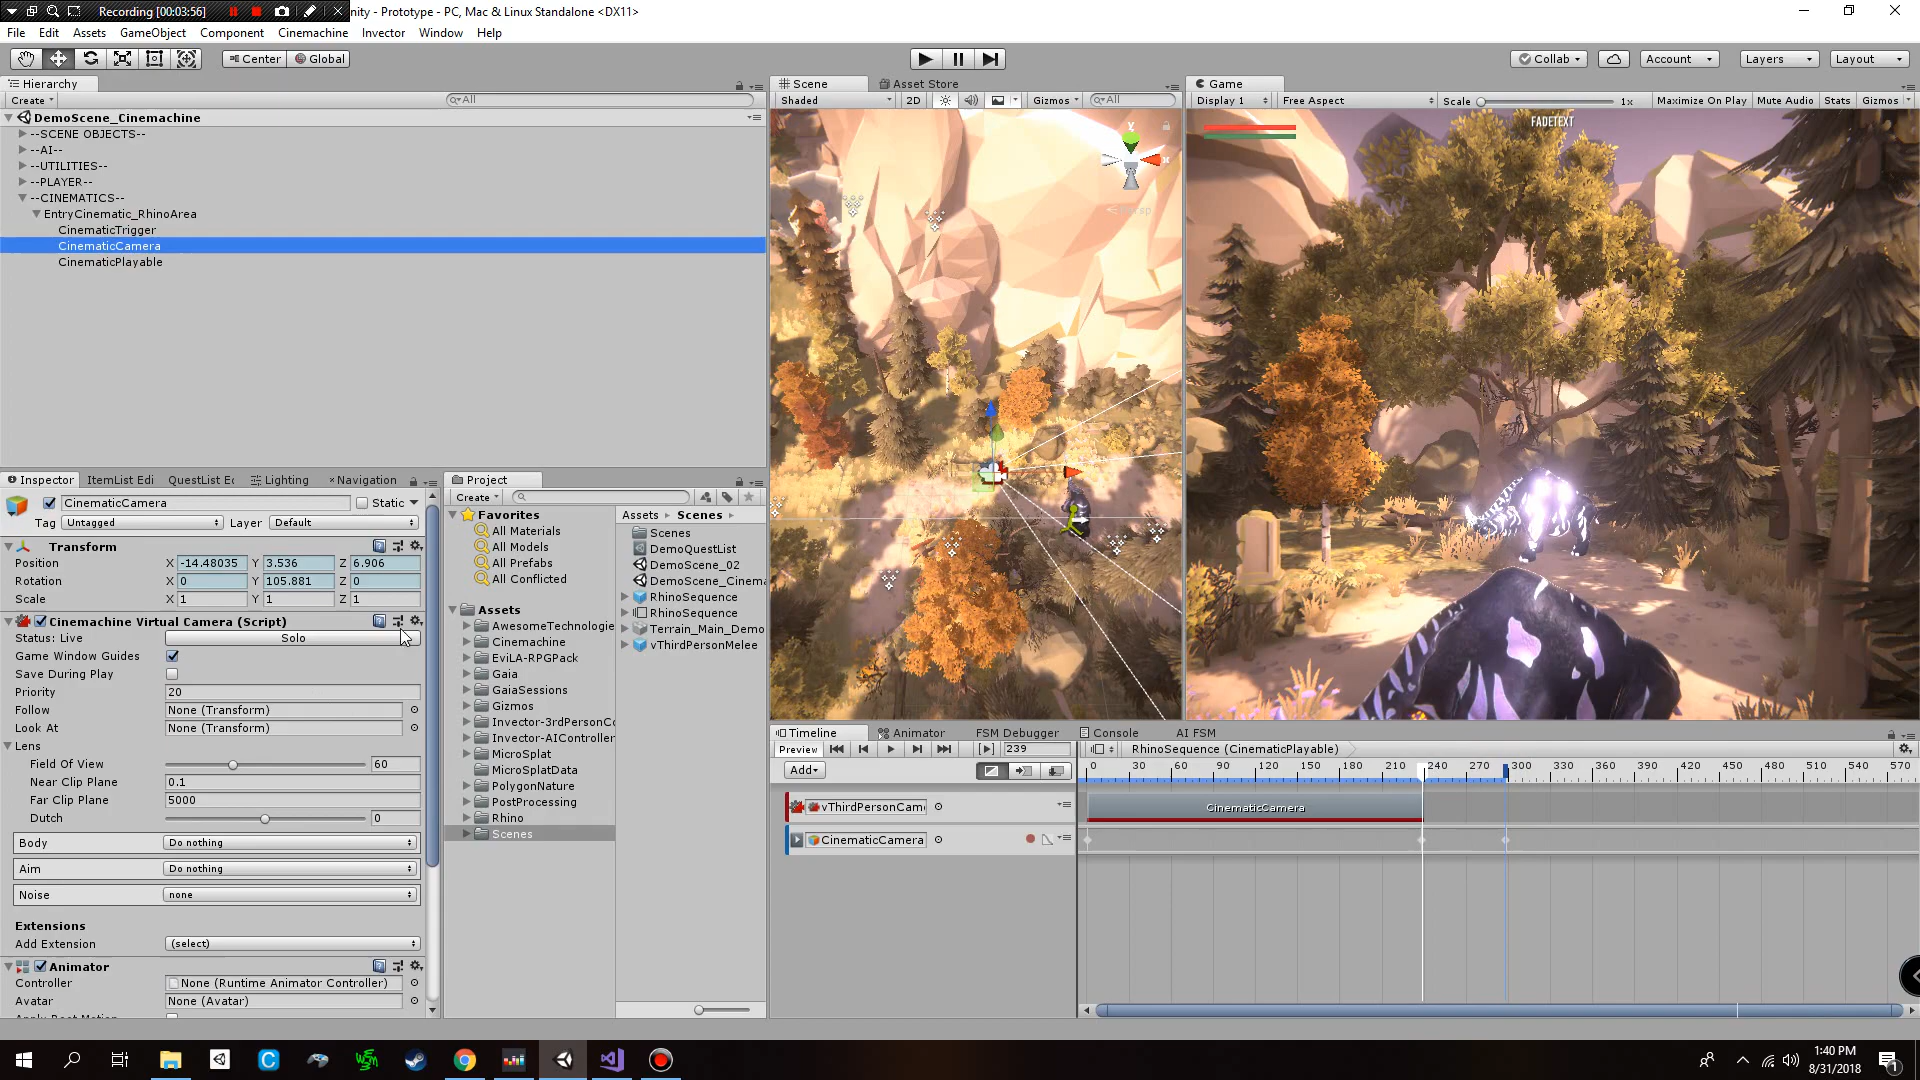 Recording [00:03:56]
nity - Prototype - PC, Mac & Linux Standalone <DX11>
File Edit Assets GameObject Component Cinemachine Invector Window Help
Center Global
Collab Account Layers Layout
Hierarchy
Create All
DemoScene_Cinemachine
--SCENE OBJECTS--
--AI--
--UTILITIES--
--PLAYER--
--CINEMATICS--
EntryCinematic_RhinoArea
CinematicTrigger
CinematicCamera
CinematicPlayable
Scene Asset Store
Shaded 2D Gizmos All
y
x
Persp
Game
Display 1 Free Aspect Scale 1x Maximize On Play Mute Audio Stats Gizmos
FADETEXT
Inspector ItemList Edi QuestList Ec Lighting Navigation
CinematicCamera Static
Tag Untagged Layer Default
Transform
Position X -14.48035 Y 3.536 Z 6.906
Rotation X 0 Y 105.881 Z 0
Scale X 1 Y 1 Z 1
Cinemachine Virtual Camera (Script)
Status: Live Solo
Game Window Guides
Save During Play
Priority 20
Follow None (Transform)
Look At None (Transform)
Lens
Field Of View 60
Near Clip Plane 0.1
Far Clip Plane 5000
Dutch 0
Body Do nothing
Aim Do nothing
Noise none
Extensions
Add Extension (select)
Animator
Controller None (Runtime Animator Controller)
Avatar None (Avatar)
Project
Create
Favorites
All Materials
All Models
All Prefabs
All Conflicted
Assets
AwesomeTechnologie
Cinemachine
EviLA-RPGPack
Gaia
GaiaSessions
Gizmos
Invector-3rdPersonCo
Invector-AIController
MicroSplat
MicroSplatData
PolygonNature
PostProcessing
Rhino
Scenes
Assets Scenes
Scenes
DemoQuestList
DemoScene_02
DemoScene_Cinema
RhinoSequence
RhinoSequence
Terrain_Main_Demo
vThirdPersonMelee
Timeline Animator FSM Debugger Console AI FSM
Preview 239 RhinoSequence (CinematicPlayable)
Add 0 30 60 90 120 150 180 210 240 270 300 330 360 390 420 450 480 510 540 570
vThirdPersonCam CinematicCamera
CinematicCamera
1:40 PM
8/31/2018
1